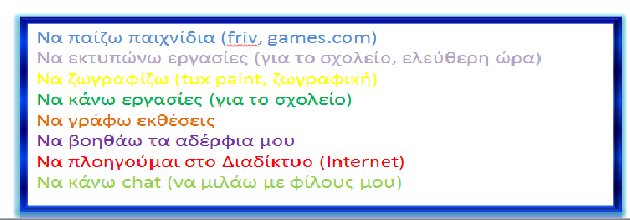 Να παίζω παιχνίδια (friv, games.com)
Να εκτυπώνω εργασίες (για το σχολείο, ελεύθερη ώρα)
Να ζωγραφίζω (tux paint, ζωγραφική)
Να κάνω εργασίες (για το σχολείο)
Να γράφω εκθέσεις
Να βοηθάω τα αδέρφια μου
Να πλοηγούμαι στο Διαδίκτυο (Internet)
Να κάνω chat (να μιλάω με φίλους μου)